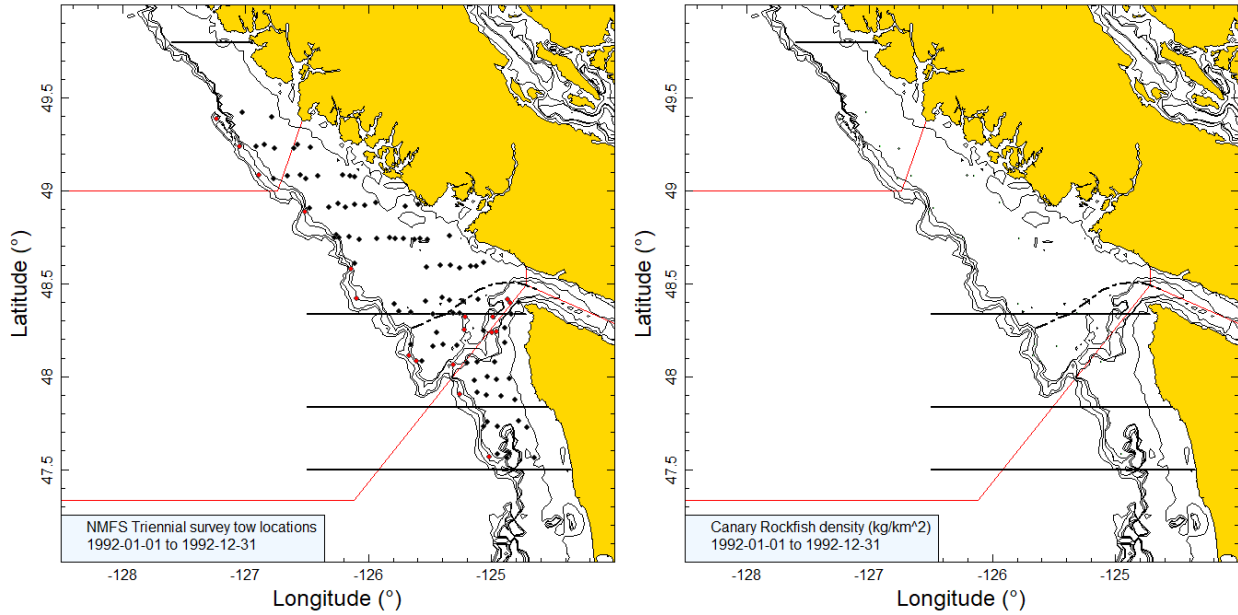 49.5
49
48.5
48
47.5
Latitude (°)
NMFS Triennial survey tow locations
1992-01-01 to 1992-12-31
-128
-127
-126
-125
Longitude (°)
49.5
49
48.5
48
47.5
Latitude (°)
Canary Rockfish density (kg/km^2)
1992-01-01 to 1992-12-31
-128
-127
-126
-125
Longitude (°)